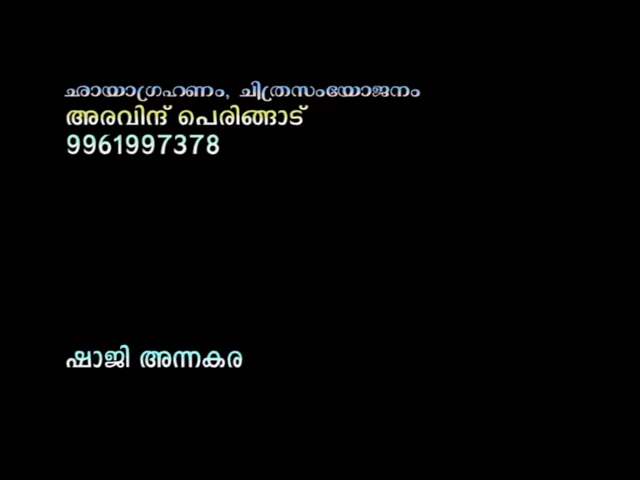 ഛായാഗ്രഹണം, ചിത്രസംയോജനം
അരവിന്ദ് പെരിങ്ങാട്
9961997378
ഷാജി അന്നകര